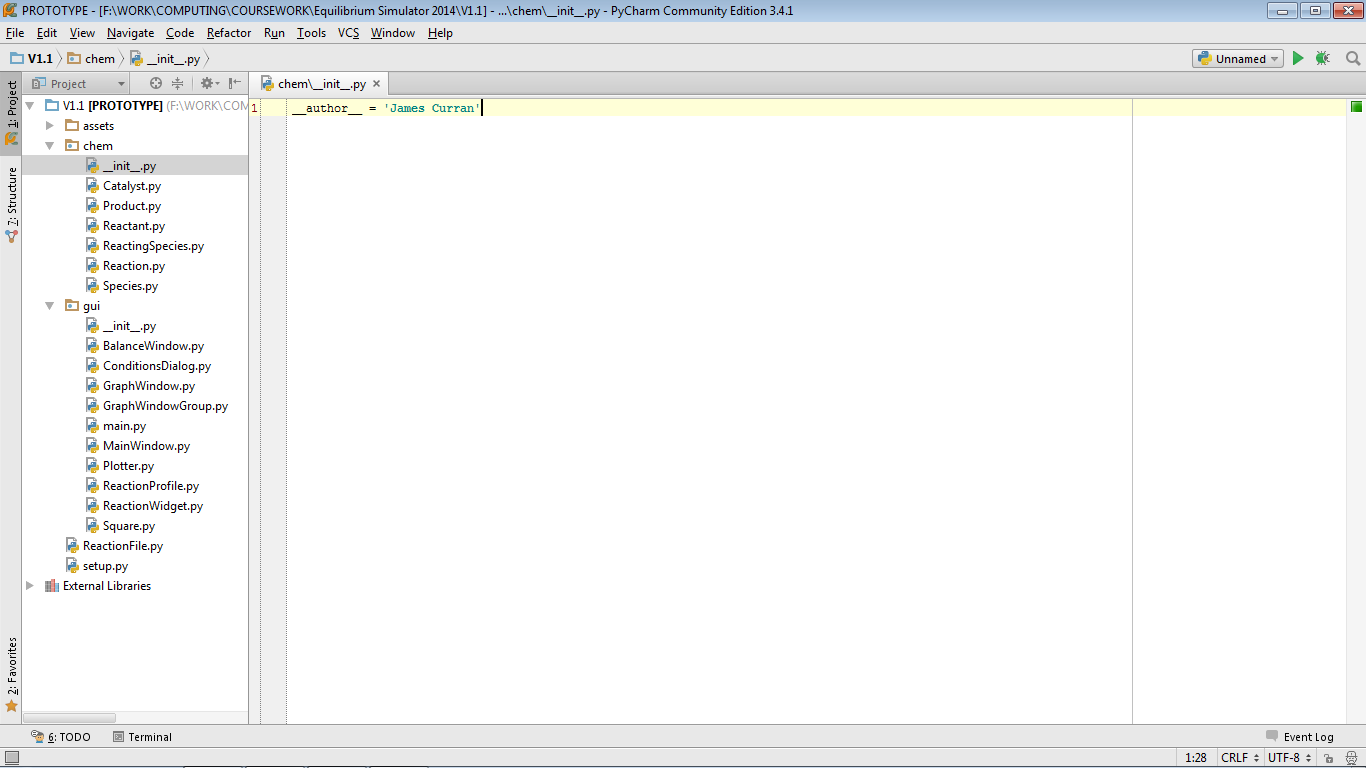 PROTOTYPE - [F:\WORK\COMPUTING\COURSEWORK\Equilibrium Simulator 2014\V1.1] - ...\chem\__init__.py - PyCharm Community Edition 3.4.1
File Edit View Navigate Code Refactor Run Tools VCS Window Help
V1.1 chem __init__.py Unnamed
1: Project
7: Structure
2: Favorites
Project
V1.1 [PROTOTYPE] (F:\WORK\COM
assets
chem
__init__.py
Catalyst.py
Product.py
Reactant.py
ReactingSpecies.py
Reaction.py
Species.py
gui
__init__.py
BalanceWindow.py
ConditionsDialog.py
GraphWindow.py
GraphWindowGroup.py
main.py
MainWindow.py
Plotter.py
ReactionProfile.py
ReactionWidget.py
Square.py
ReactionFile.py
setup.py
External Libraries
chem\__init__.py
1 __author__ = 'James Curran'
6: TODO Terminal Event Log
1:28 CRLF UTF-8